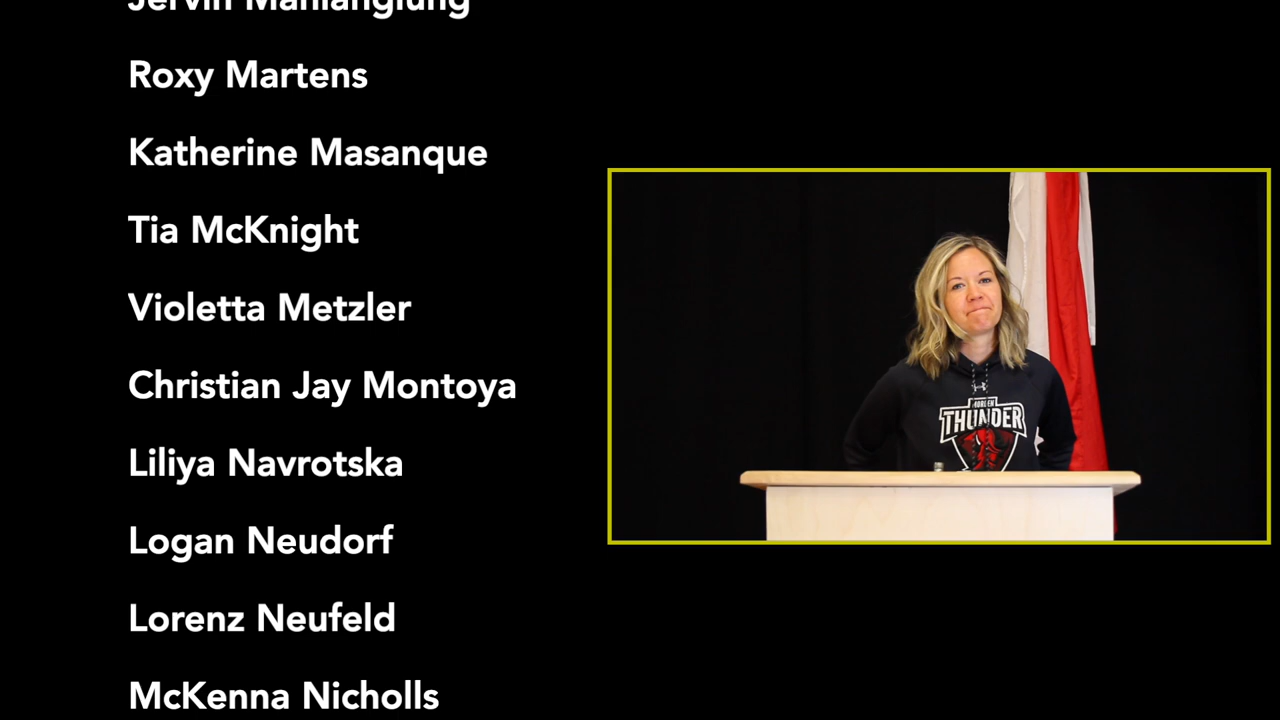 Roxy Martens
Katherine Masanque
Tia McKnight
Violetta Metzler
Christian Jay Montoya
Liliya Navrotska
Logan Neudorf
Lorenz Neufeld
McKenna Nicholls
MORDEN
THUNDER